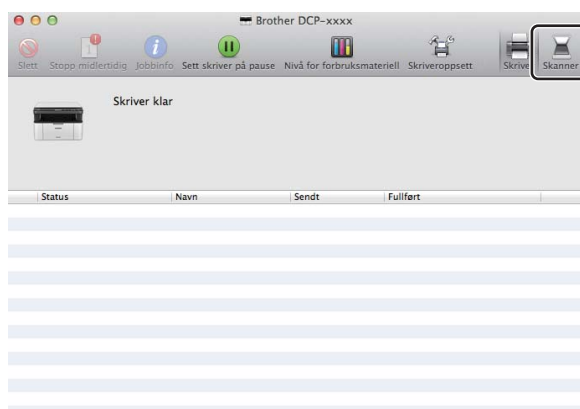 Brother DCP-xxxx
Slett Stopp midlertidig Jobbinfo Sett skriver på pause Nivå for forbruksmateriell Skriveroppsett Skriver Skanner
Skriver klar
Status Navn Sendt Fullført